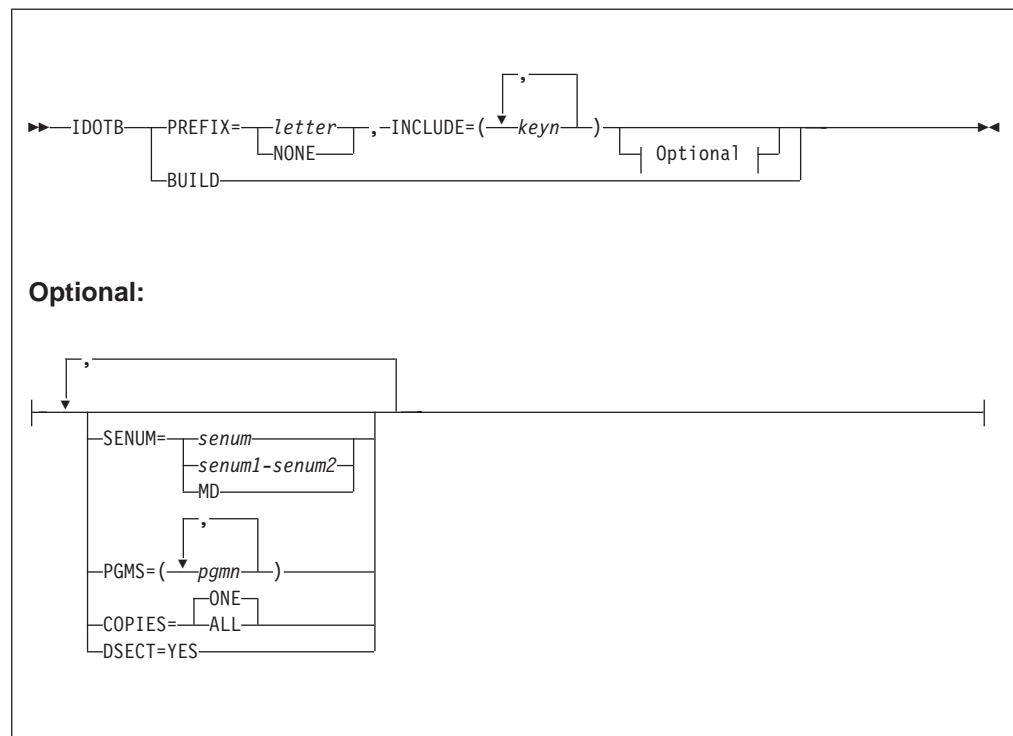 ,
IDOTB PREFIX= letter ,INCLUDE=( keyn )
NONE Optional
BUILD
Optional:
,
SENUM= senum
senum1-senum2
MD
,
PGMS=( pgmn )
ONE
COPIES= ALL
DSECT=YES